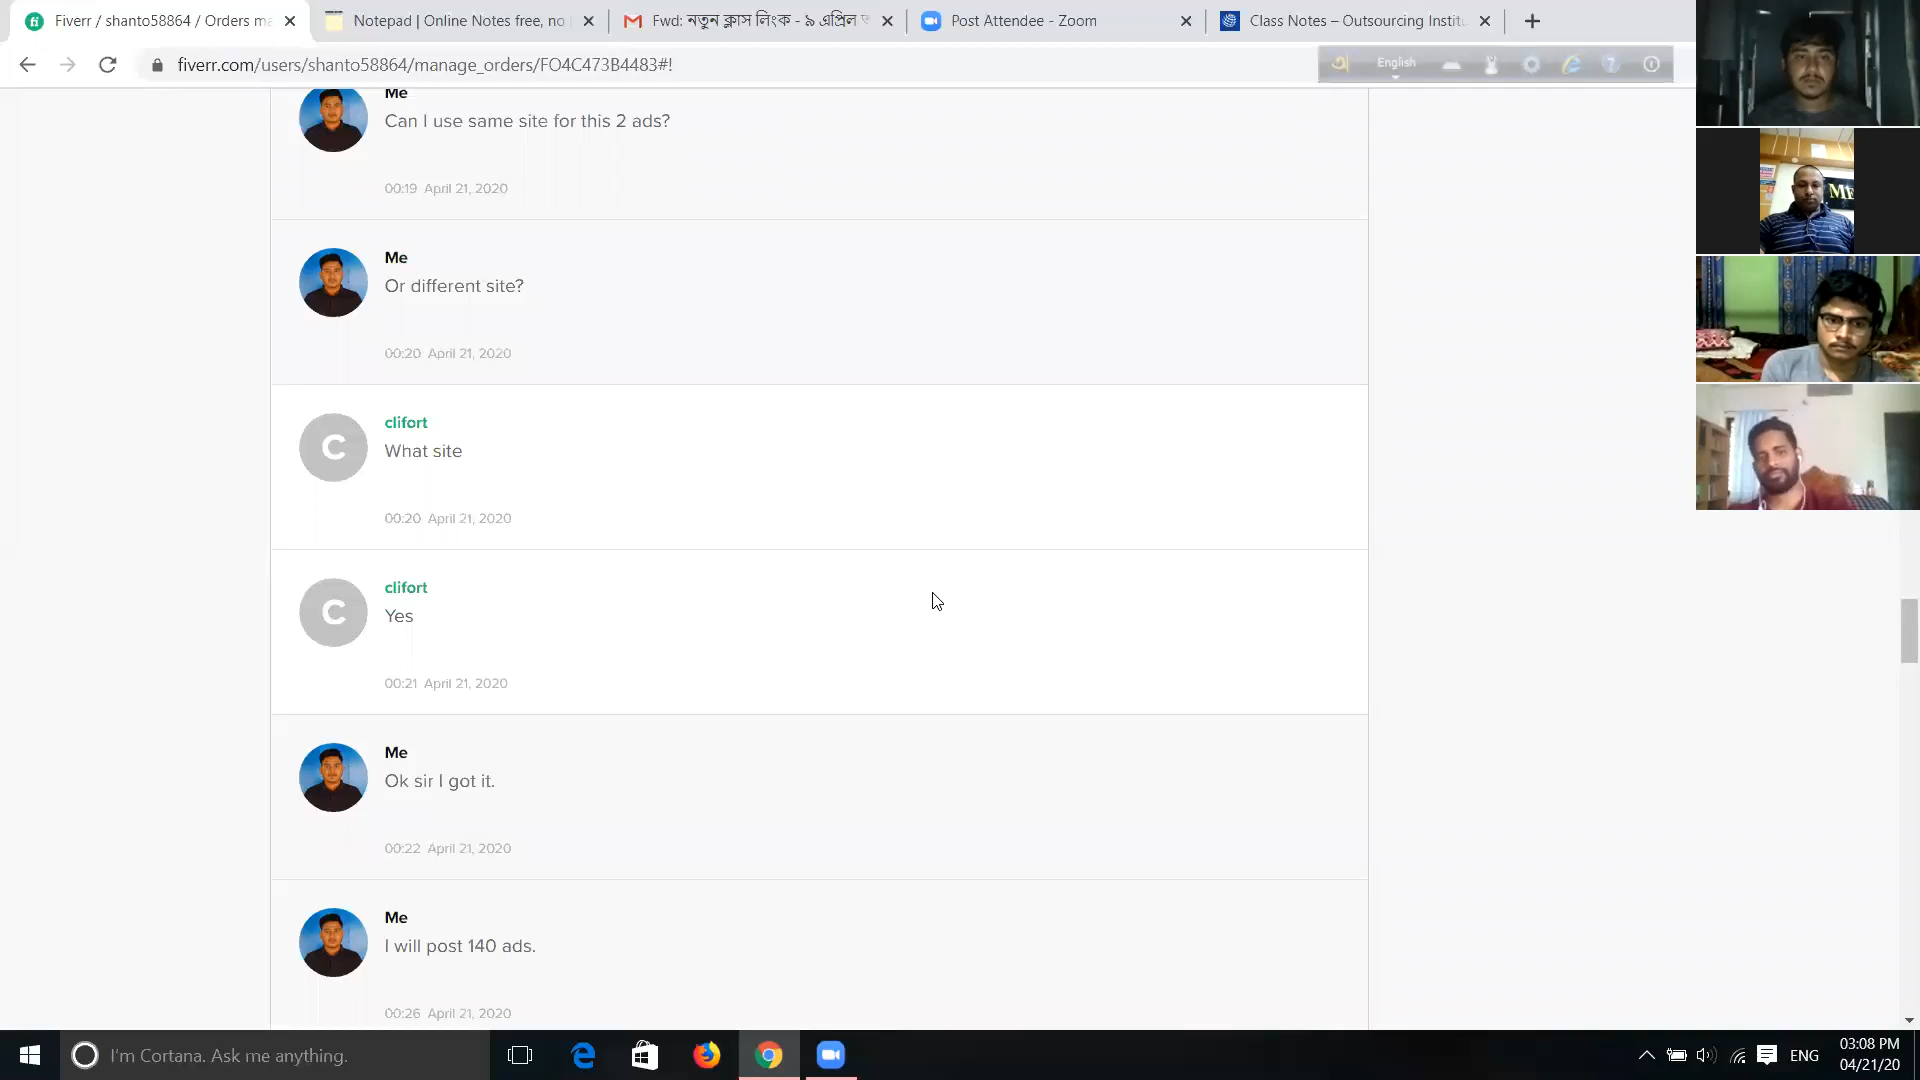 Fiverr / shanto58864 / Orders ma
Notepad | Online Notes free, no
Fwd: নতুন ক্লাস লিংক - ৯ এপ্রিল
Post Attendee - Zoom
Class Notes – Outsourcing Institu
fiverr.com/users/shanto58864/manage_orders/FO4C473B4483#!
English
Me
Can I use same site for this 2 ads?
00:19 April 21, 2020
Me
Or different site?
00:20 April 21, 2020
C
clifort
What site
00:20 April 21, 2020
C
clifort
Yes
00:21 April 21, 2020
Me
Ok sir I got it.
00:22 April 21, 2020
Me
I will post 140 ads.
00:26 April 21, 2020
I'm Cortana. Ask me anything.
ENG
03:08 PM
04/21/20